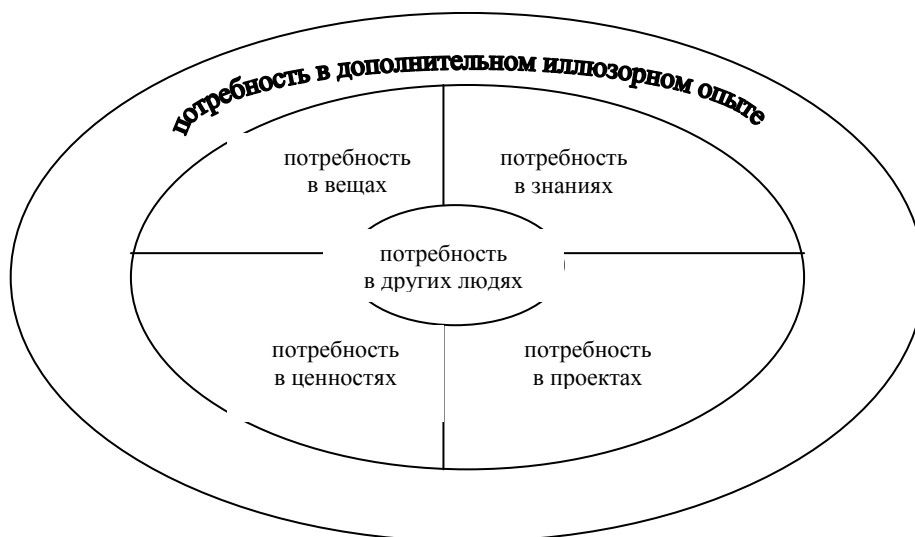 потребность в дополнительном иллюзорном опыте
потребность
в вещах
потребность
в знаниях
потребность
в других людях
потребность
в ценностях
потребность
в проектах